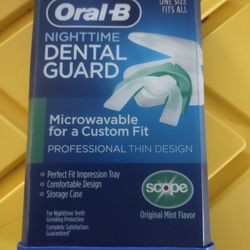 Oral-B
ONE SIZE
FITS ALL
NIGHTTIME
DENTAL
GUARD
Microwavable
for a Custom Fit
PROFESSIONAL THIN DESIGN
• Perfect Fit Impression Tray
• Comfortable Design
• Storage Case
scope
Original Mint Flavor
For Nighttime Teeth
Grinding Protection
Complete Satisfaction
Guaranteed*